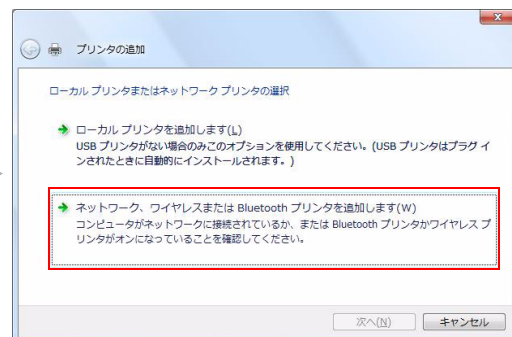 プリンタの追加
ローカル プリンタまたはネットワーク プリンタの選択
ローカル プリンタを追加します(L)
USB プリンタがない場合のみこのオプションを使用してください。(USB プリンタはプラグ イ
ンされたときに自動的にインストールされます。)
ネットワーク、ワイヤレスまたは Bluetooth プリンタを追加します(W)
コンピュータがネットワークに接続されているか、または Bluetooth プリンタかワイヤレス プ
リンタがオンになっていることを確認してください。
次へ(N) キャンセル